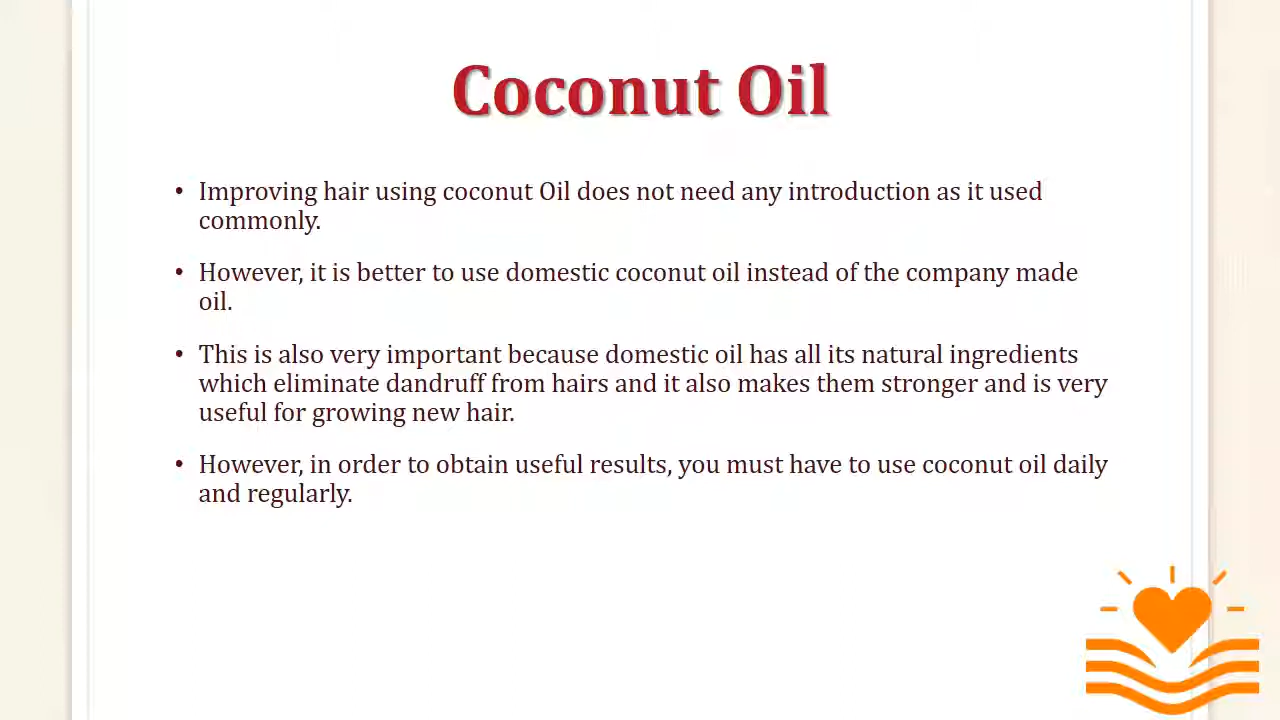 Coconut Oil
• Improving hair using coconut Oil does not need any introduction as it used
commonly.
• However, it is better to use domestic coconut oil instead of the company made
oil.
• This is also very important because domestic oil has all its natural ingredients
which eliminate dandruff from hairs and it also makes them stronger and is very
useful for growing new hair.
• However, in order to obtain useful results, you must have to use coconut oil daily
and regularly.